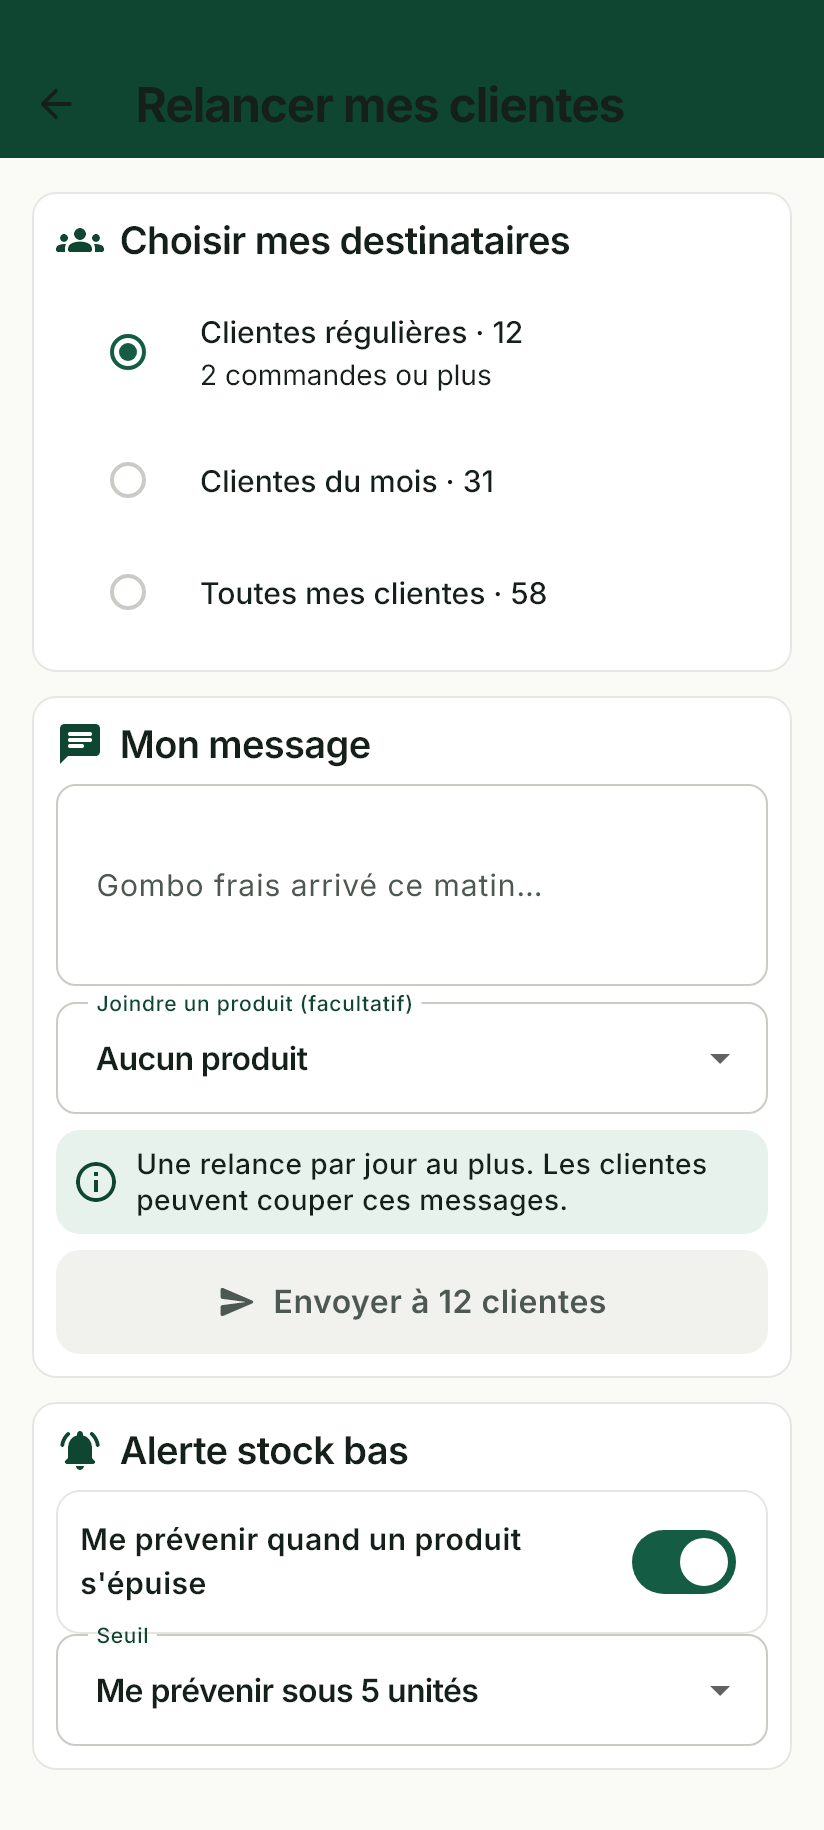 Relancer mes clientes
Choisir mes destinataires
Clientes régulières · 12
2 commandes ou plus
Clientes du mois · 31
Toutes mes clientes · 58
Mon message
Gombo frais arrivé ce matin...
Joindre un produit (facultatif)
Aucun produit
Une relance par jour au plus. Les clientes
peuvent couper ces messages.
Envoyer à 12 clientes
Alerte stock bas
Me prévenir quand un produit
s'épuise
Seuil
Me prévenir sous 5 unités